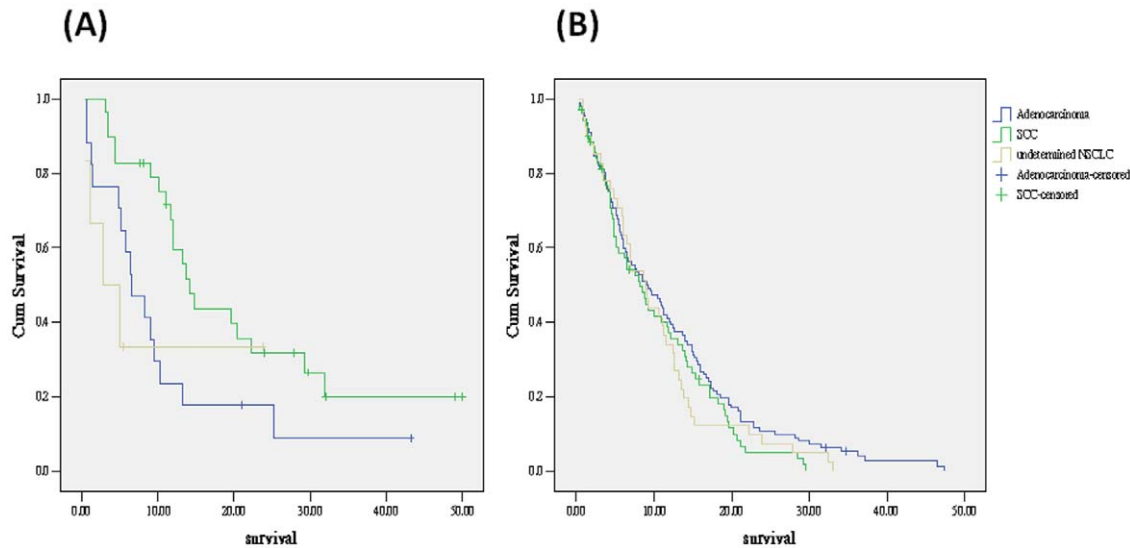 (A)
(B)
1.0
0.8
0.6
0.4
0.2
0.0
Cum Survival
0.00 10.00 20.00 30.00 40.00 50.00
survival
1.0
0.8
0.6
0.4
0.2
0.0
Cum Survival
0.00 10.00 20.00 30.00 40.00 50.00
survival
Adenocarcinoma
SCC
undetermined NSCLC
Adenocarcinoma-censored
SCC-censored